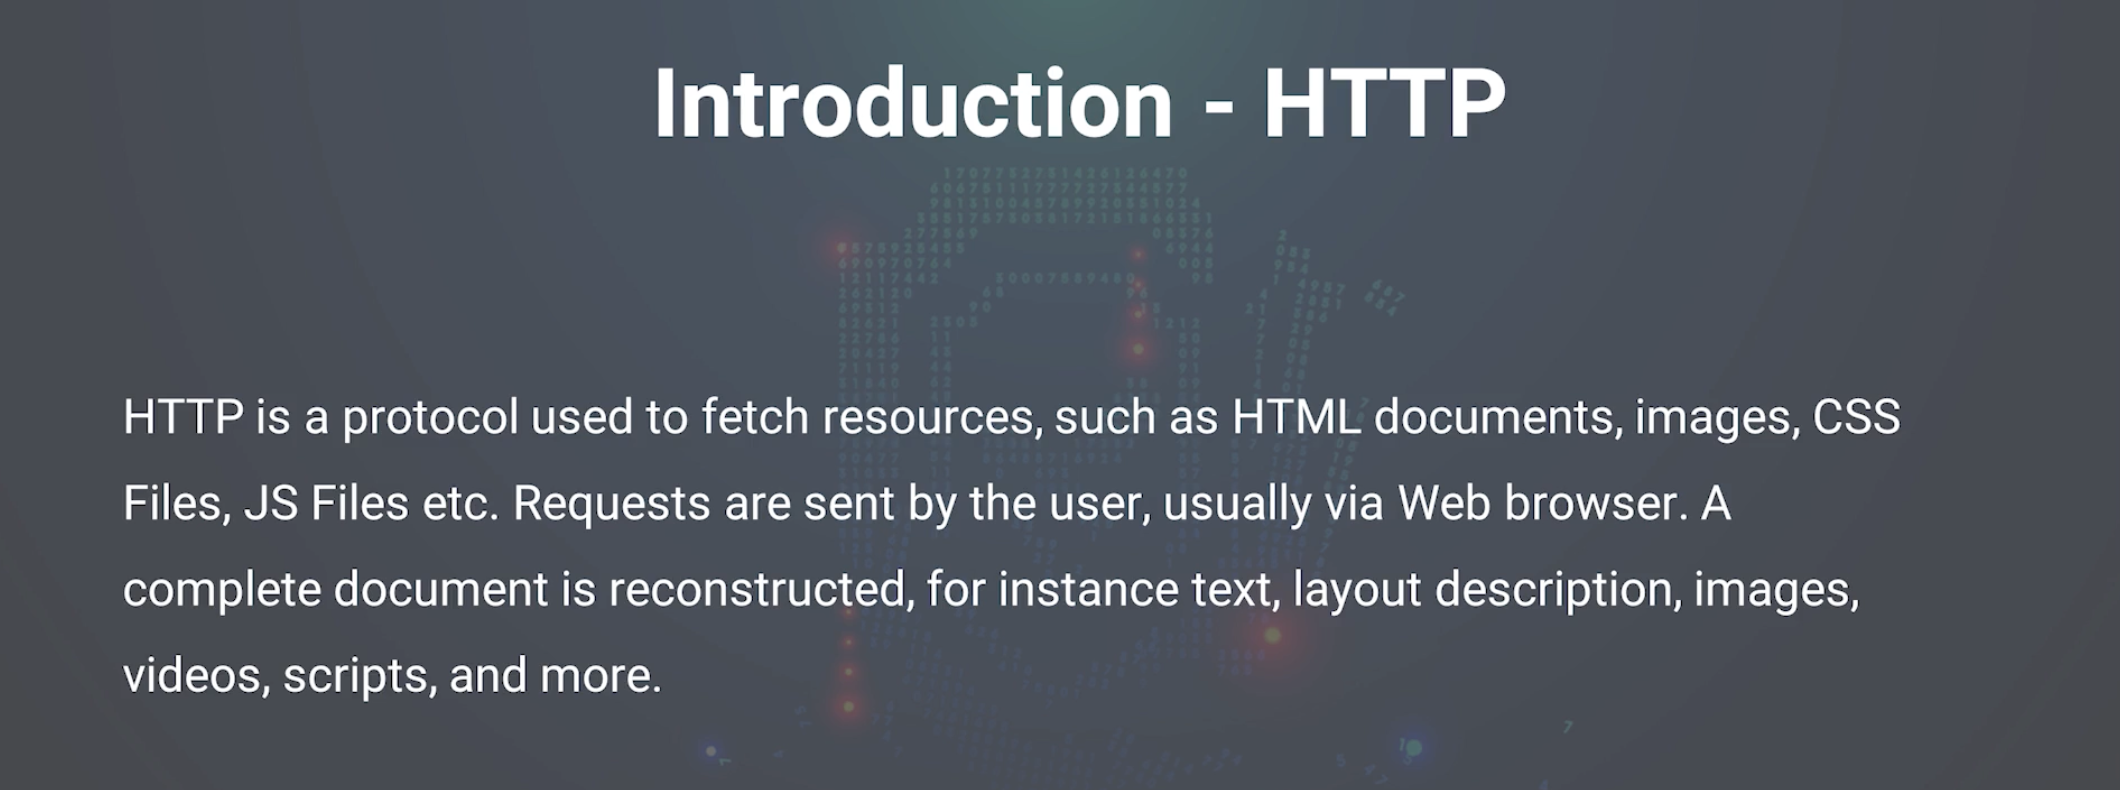 Introduction - HTTP
HTTP is a protocol used to fetch resources, such as HTML documents, images, CSS
Files, JS Files etc. Requests are sent by the user, usually via Web browser. A
complete document is reconstructed, for instance text, layout description, images,
videos, scripts, and more.